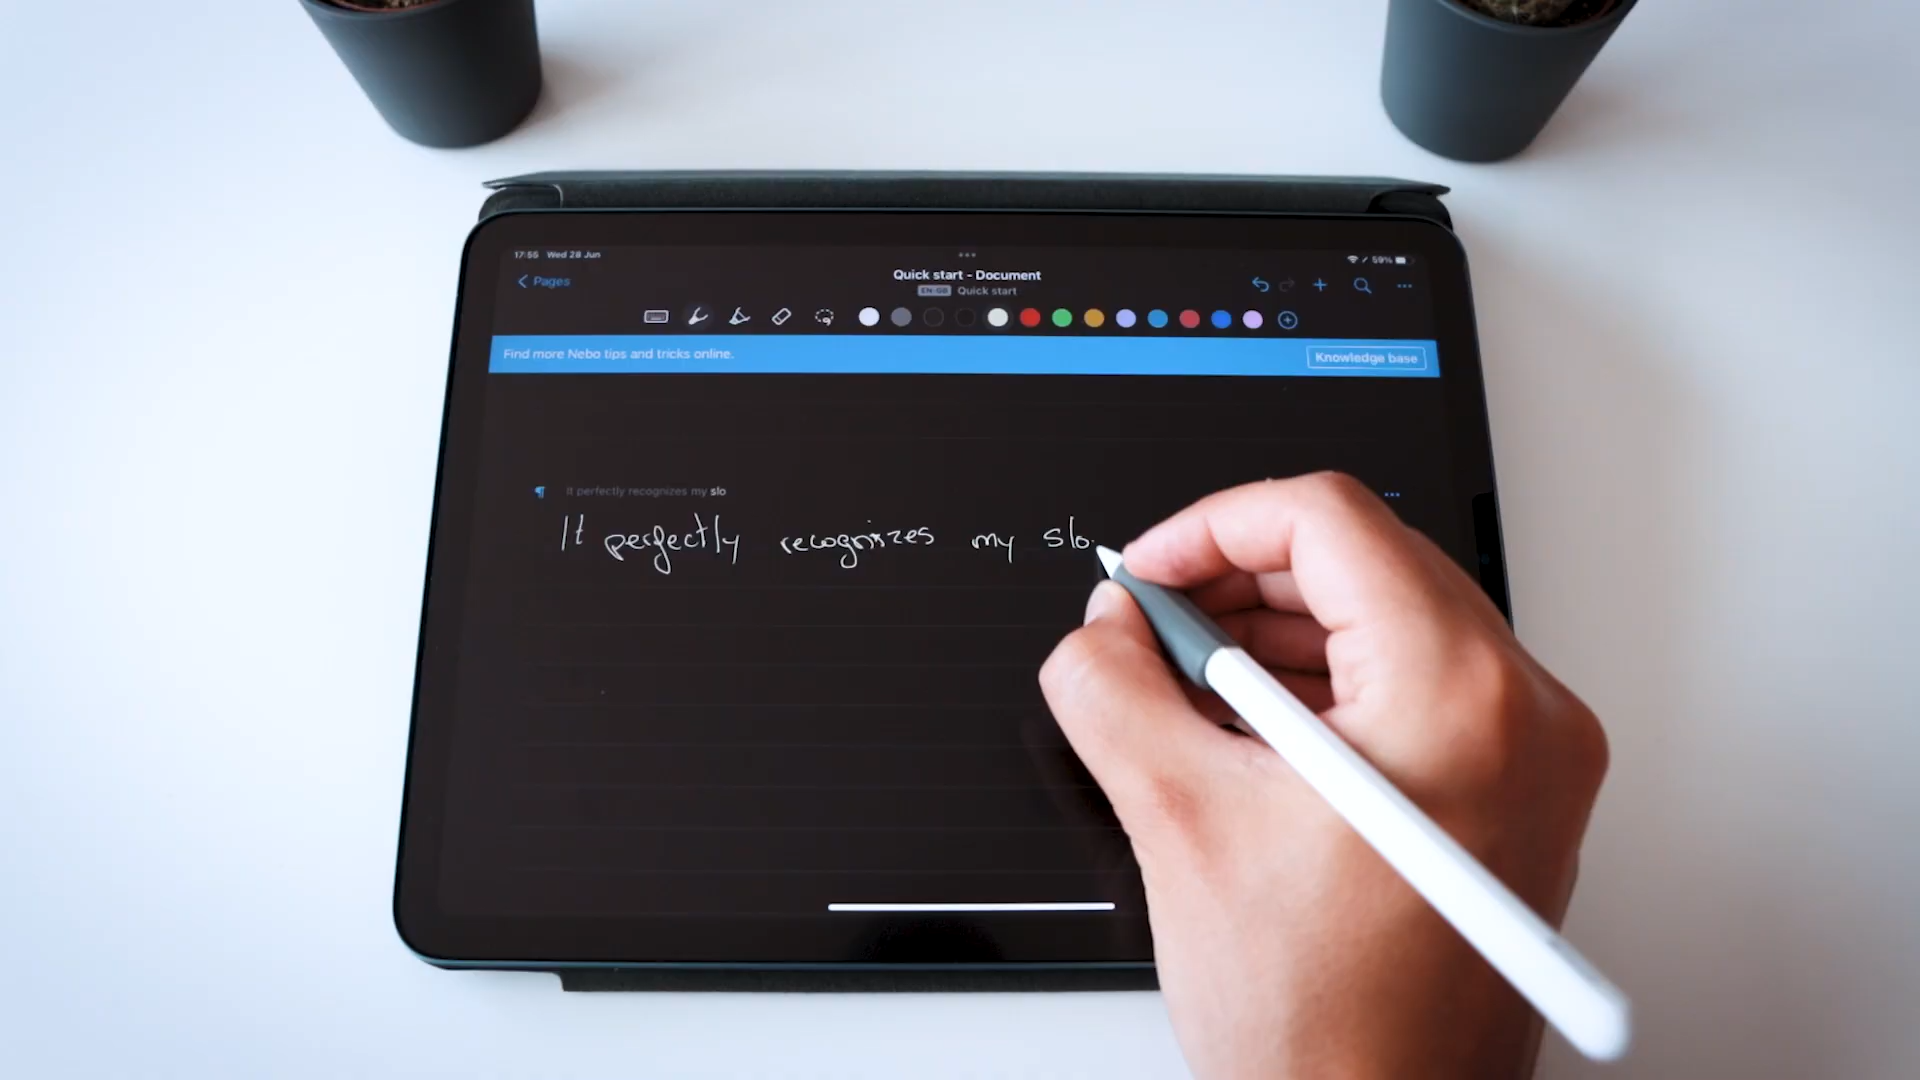 17:55 Wed 28 Jun
59%
Pages
Quick start - Document
EN-GB Quick start
Find more Nebo tips and tricks online.
Knowledge base
It perfectly recognizes my slo
It perfectly recognizes my slo